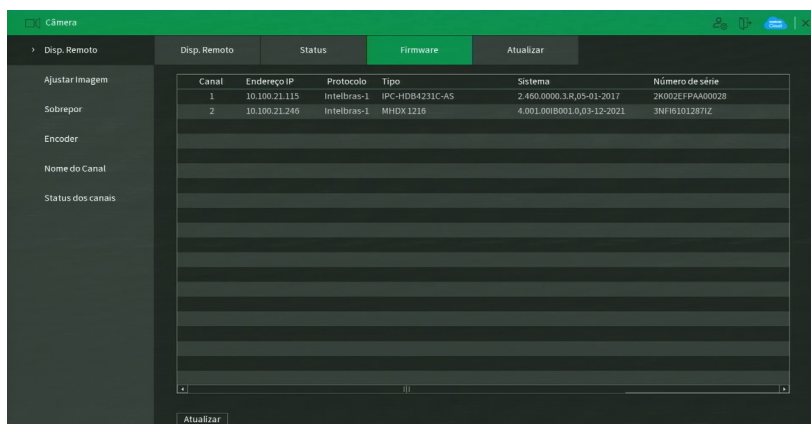 Câmera
› Disp. Remoto
Ajustar Imagem
Sobrepor
Encoder
Nome do Canal
Status dos canais
Disp. Remoto Status Firmware Atualizar
Canal Endereço IP Protocolo Tipo Sistema Número de série
1 10.100.21.115 Intelbras-1 IPC-HDB4231C-AS 2.460.0000.3.R,05-01-2017 2K002EFPAA00028
2 10.100.21.246 Intelbras-1 MHDX 1216 4.001.00IB001.0,03-12-2021 3NFI6101287IZ
Atualizar